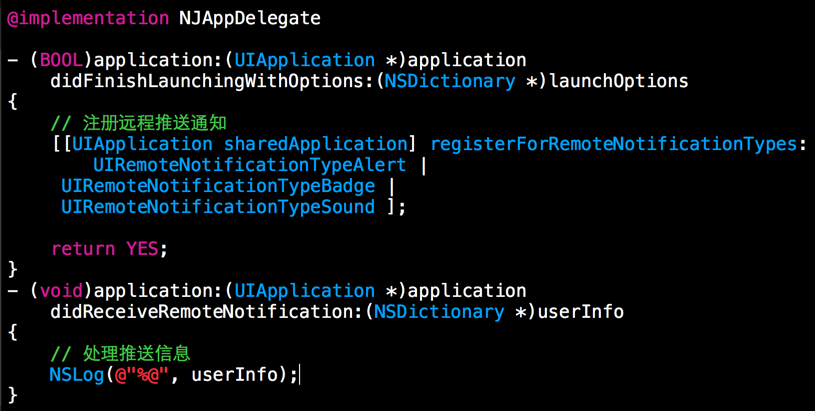 @implementation NJAppDelegate
- (BOOL)application:(UIApplication *)application
didFinishLaunchingWithOptions:(NSDictionary *)launchOptions
{
// 注册远程推送通知
[[UIApplication sharedApplication] registerForRemoteNotificationTypes:
UIRemoteNotificationTypeAlert |
UIRemoteNotificationTypeBadge |
UIRemoteNotificationTypeSound ];
return YES;
}
- (void)application:(UIApplication *)application
didReceiveRemoteNotification:(NSDictionary *)userInfo
{
// 处理推送信息
NSLog(@"%@", userInfo);
}